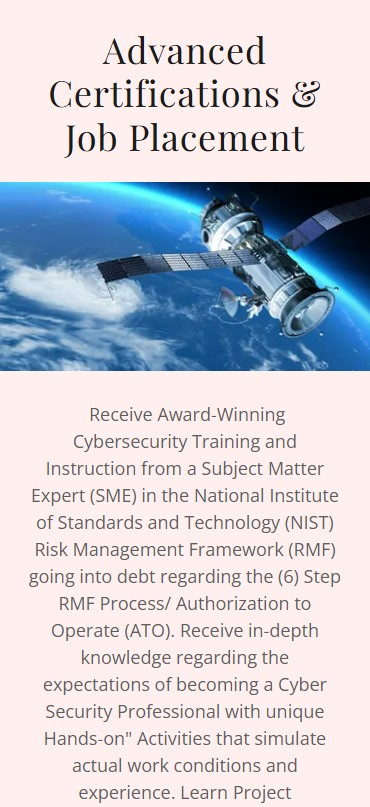 Advanced
Certifications &
Job Placement
Receive Award-Winning
Cybersecurity Training and
Instruction from a Subject Matter
Expert (SME) in the National Institute
of Standards and Technology (NIST)
Risk Management Framework (RMF)
going into debt regarding the (6) Step
RMF Process/ Authorization to
Operate (ATO). Receive in-depth
knowledge regarding the
expectations of becoming a Cyber
Security Professional with unique
Hands-on" Activities that simulate
actual work conditions and
experience. Learn Project